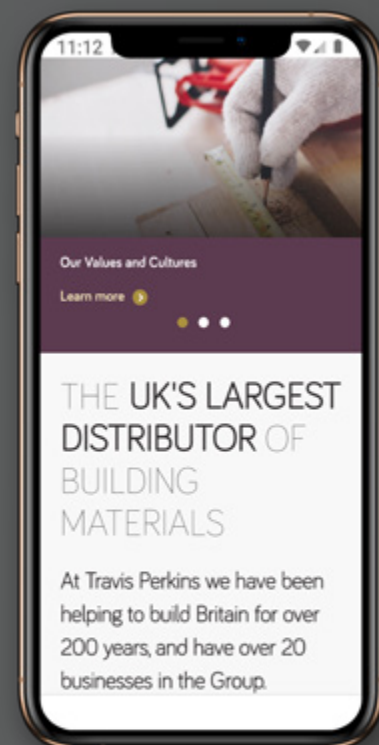 11:12
Our Values and Cultures
Learn more
THE UK'S LARGEST
DISTRIBUTOR OF
BUILDING
MATERIALS
At Travis Perkins we have been
helping to build Britain for over
200 years, and have over 20
businesses in the Group.